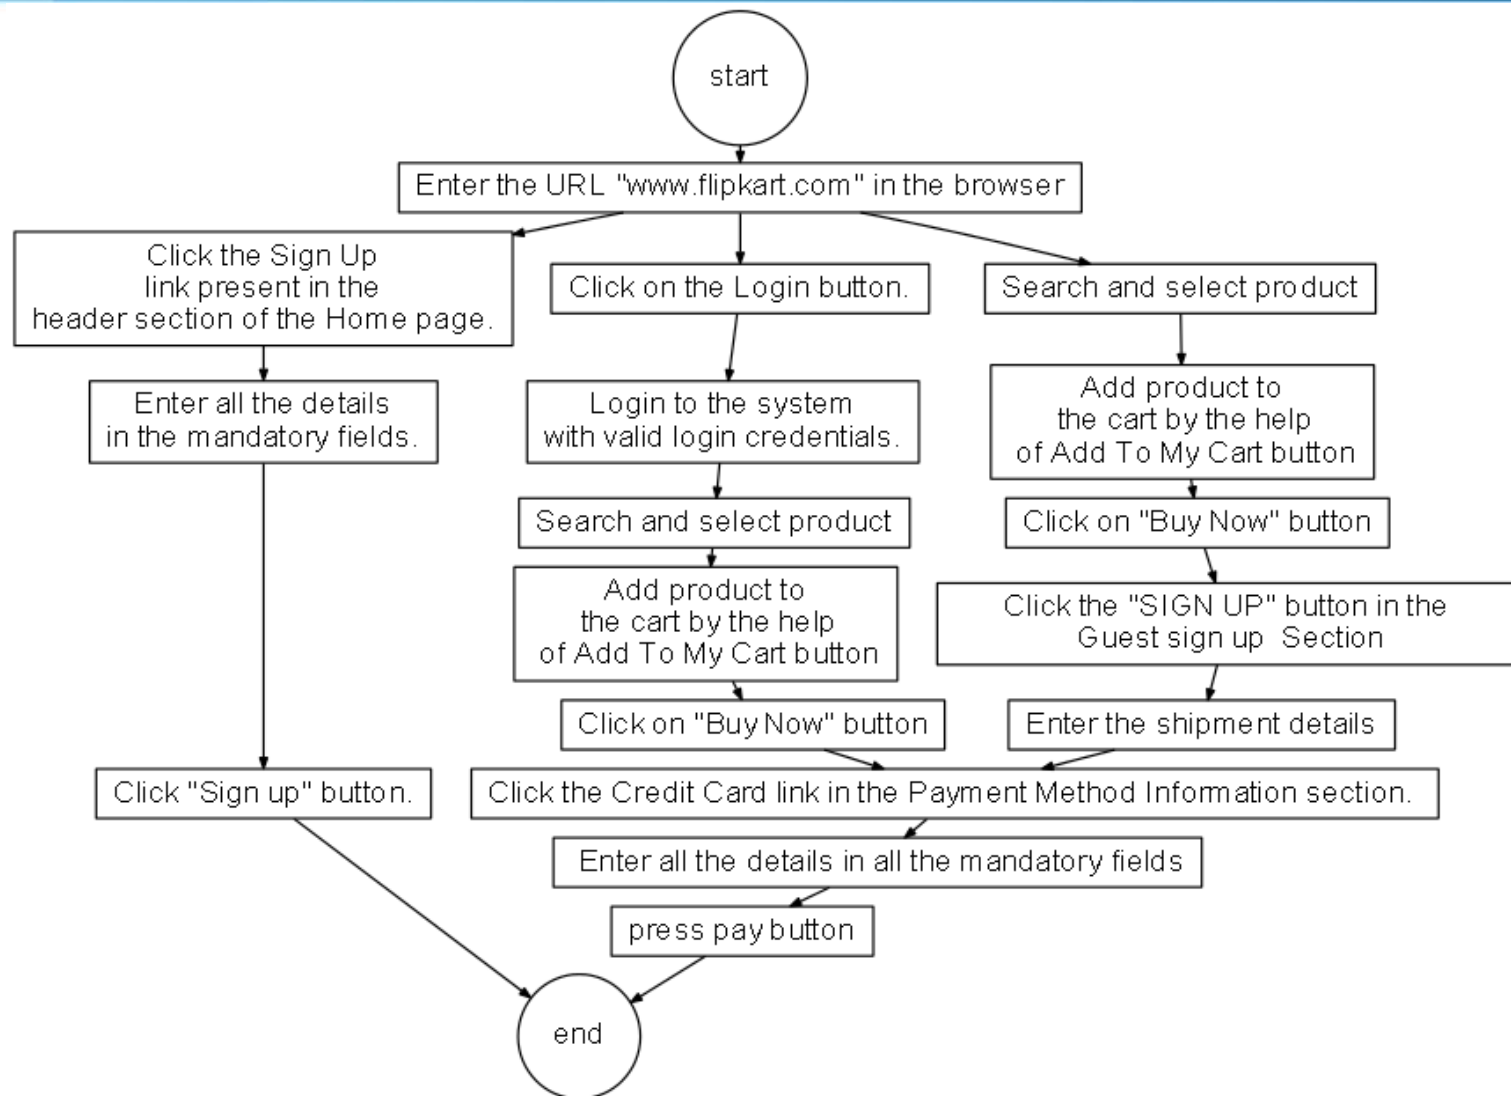 start
Enter the URL "www.flipkart.com" in the browser
Click the Sign Up
link present in the
header section of the Home page.
Click on the Login button.
Search and select product
Enter all the details
in the mandatory fields.
Login to the system
with valid login credentials.
Add product to
the cart by the help
of Add To My Cart button
Search and select product
Click on "Buy Now" button
Add product to
the cart by the help
of Add To My Cart button
Click the "SIGN UP" button in the
Guest sign up Section
Click on "Buy Now" button
Enter the shipment details
Click "Sign up" button.
Click the Credit Card link in the Payment Method Information section.
Enter all the details in all the mandatory fields
press pay button
end